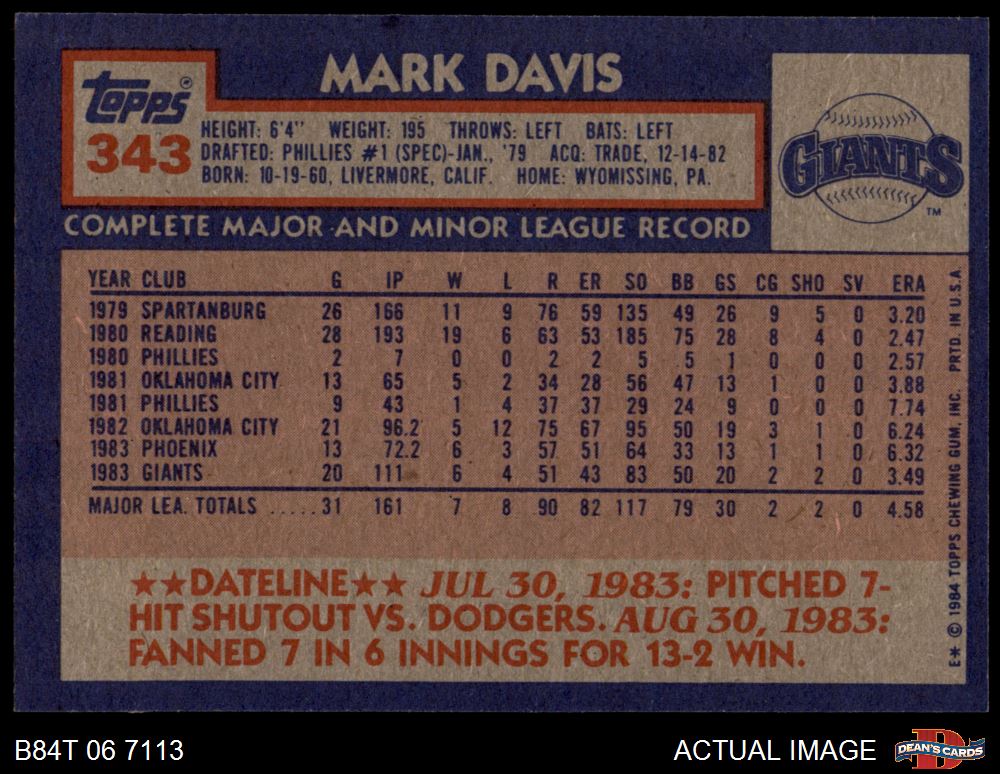 MARK DAVIS
TOPPS®
343
HEIGHT: 6'4" WEIGHT: 195 THROWS: LEFT BATS: LEFT
DRAFTED: PHILLIES #1 (SPEC)-JAN., '79 ACQ: TRADE, 12-14-82
BORN: 10-19-60, LIVERMORE, CALIF. HOME: WYOMISSING, PA.
GIANTS
TM
COMPLETE MAJOR AND MINOR LEAGUE RECORD
YEAR CLUB G IP W L R ER SO BB GS CG SHO SV ERA
1979 SPARTANBURG 26 166 11 9 76 59 135 49 26 9 5 0 3.20
1980 READING 28 193 19 6 63 53 185 75 28 8 4 0 2.47
1980 PHILLIES 2 7 0 0 2 2 5 5 1 0 0 0 2.57
1981 OKLAHOMA CITY 13 65 5 2 34 28 56 47 13 1 0 0 3.88
1981 PHILLIES 9 43 1 4 37 37 29 24 9 0 0 0 7.74
1982 OKLAHOMA CITY 21 96.2 5 12 75 67 95 50 19 3 1 0 6.24
1983 PHOENIX 13 72.2 6 3 57 51 64 33 13 1 1 0 6.32
1983 GIANTS 20 111 6 4 51 43 83 50 20 2 2 0 3.49
MAJOR LEA. TOTALS .....31 161 7 8 90 82 117 79 30 2 2 0 4.58
★★DATELINE★★ JUL 30, 1983: PITCHED 7-
HIT SHUTOUT VS. DODGERS. AUG 30, 1983:
FANNED 7 IN 6 INNINGS FOR 13-2 WIN.
E* © 1984 TOPPS CHEWING GUM, INC. PRTD. IN U.S.A.
B84T 06 7113
ACTUAL IMAGE
DEAN'S CARDS